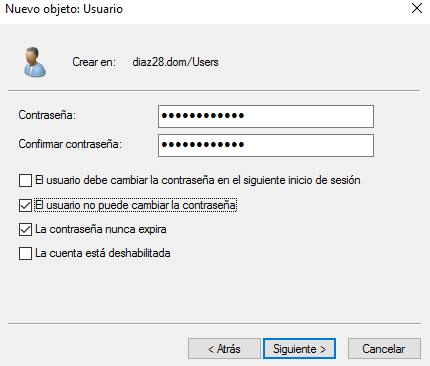 Nuevo objeto: Usuario
Crear en: diaz28.dom/Users
Contraseña: ••••••••••••
Confirmar contraseña: ••••••••••••
El usuario debe cambiar la contraseña en el siguiente inicio de sesión
El usuario no puede cambiar la contraseña
La contraseña nunca expira
La cuenta está deshabilitada
< Atrás Siguiente > Cancelar